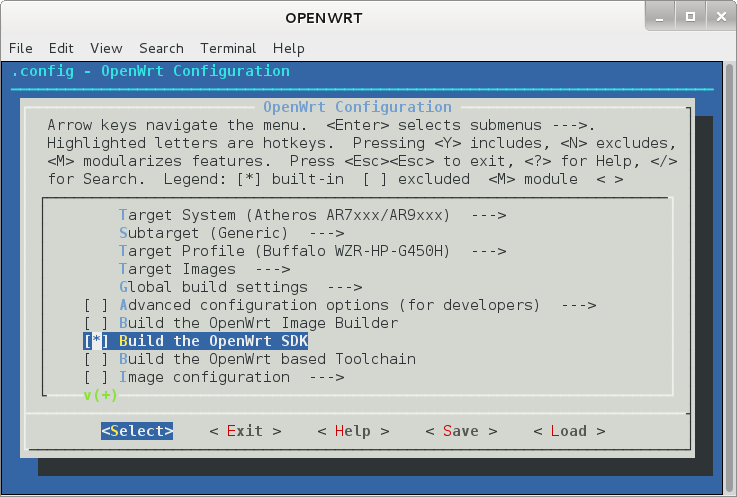 OPENWRT
File Edit View Search Terminal Help
.config - OpenWrt Configuration
OpenWrt Configuration
Arrow keys navigate the menu. <Enter> selects submenus --->.
Highlighted letters are hotkeys. Pressing <Y> includes, <N> excludes,
<M> modularizes features. Press <Esc><Esc> to exit, <?> for Help, </>
for Search. Legend: [*] built-in [ ] excluded <M> module < >
Target System (Atheros AR7xxx/AR9xxx) --->
Subtarget (Generic) --->
Target Profile (Buffalo WZR-HP-G450H) --->
Target Images --->
Global build settings --->
[ ] Advanced configuration options (for developers) --->
[ ] Build the OpenWrt Image Builder
[*] Build the OpenWrt SDK
[ ] Build the OpenWrt based Toolchain
[ ] Image configuration --->
v(+)
<Select> < Exit > < Help > < Save > < Load >